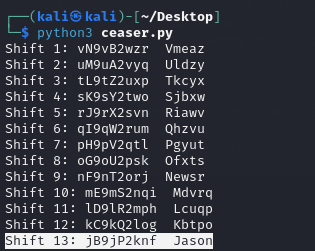 ┌──(kali㉿kali)-[~/Desktop]
└─$ python3 ceaser.py
Shift 1: vN9vB2wzr  Vmeaz
Shift 2: uM9uA2vyq  Uldzy
Shift 3: tL9tZ2uxp  Tkcyx
Shift 4: sK9sY2two  Sjbxw
Shift 5: rJ9rX2svn  Riawv
Shift 6: qI9qW2rum  Qhzvu
Shift 7: pH9pV2qtl  Pgyut
Shift 8: oG9oU2psk  Ofxts
Shift 9: nF9nT2orj  Newsr
Shift 10: mE9mS2nqi  Mdvrq
Shift 11: lD9lR2mph  Lcuqp
Shift 12: kC9kQ2log  Kbtpo
Shift 13: jB9jP2knf  Jason